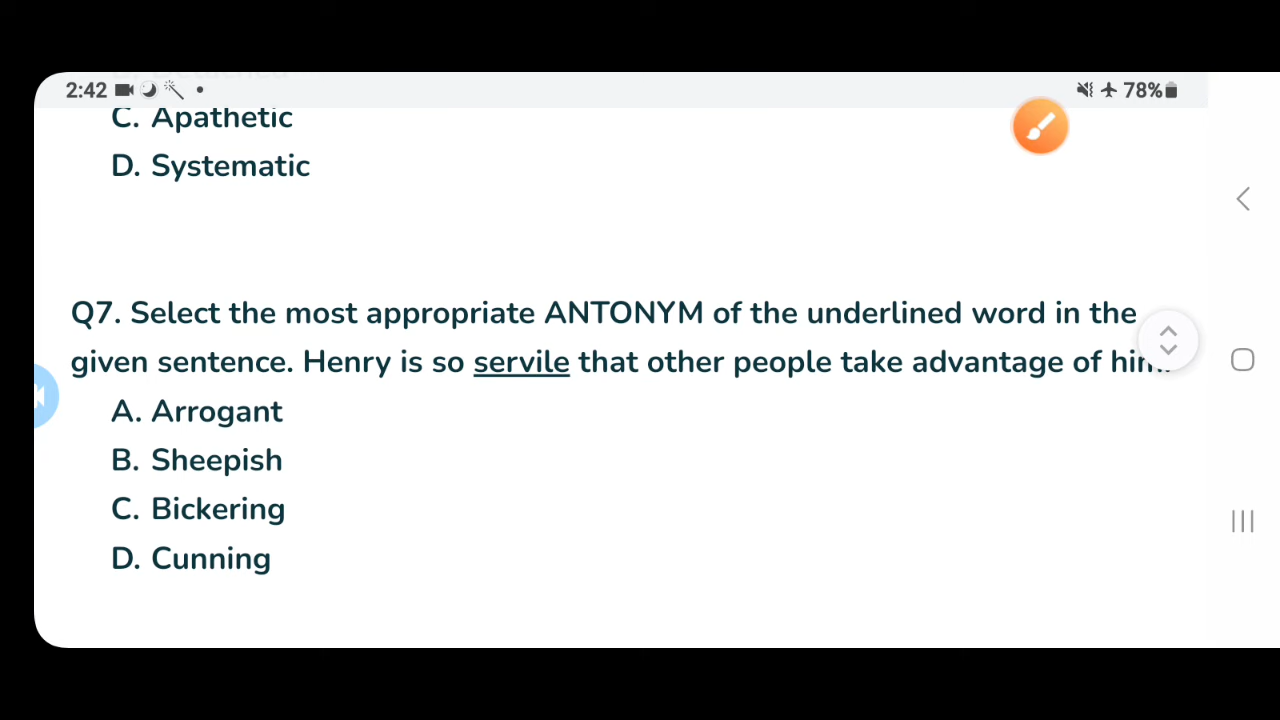 2:42
78%
C. Apathetic
D. Systematic
Q7. Select the most appropriate ANTONYM of the underlined word in the
given sentence. Henry is so servile that other people take advantage of him.
A. Arrogant
B. Sheepish
C. Bickering
D. Cunning